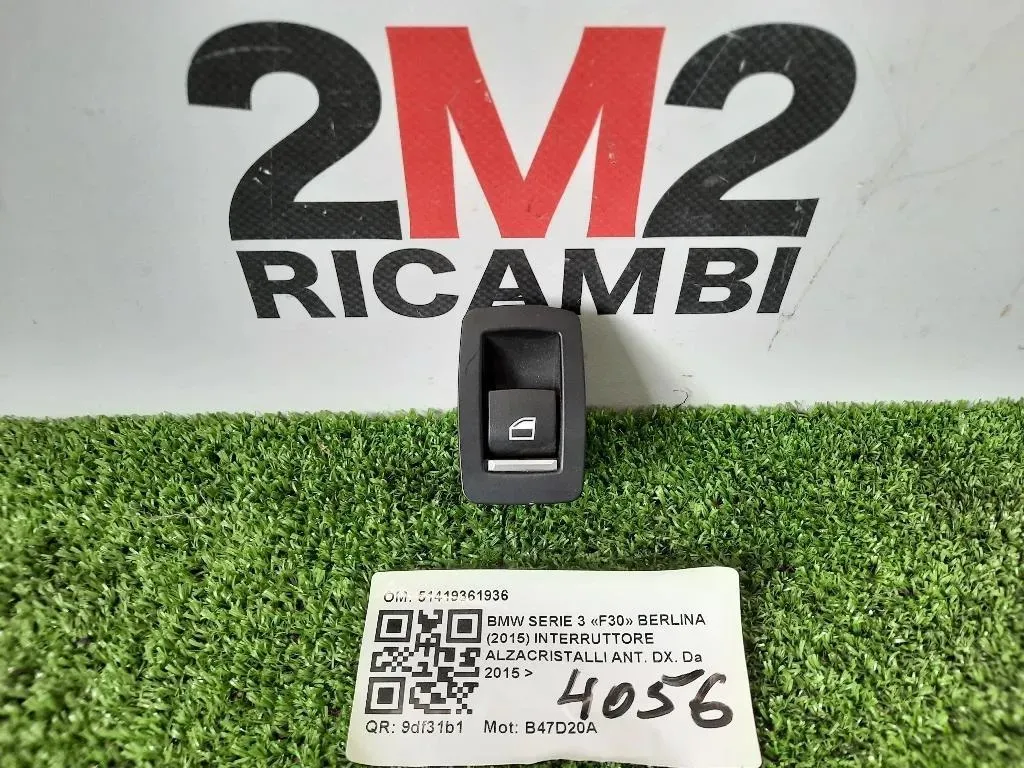 2M2
RICAMBI
OM: 51419361936
BMW SERIE 3 «F30» BERLINA
(2015) INTERRUTTORE
ALZACRISTALLI ANT. DX. Da
2015 >
4056
QR: 9df31b1 Mot: B47D20A